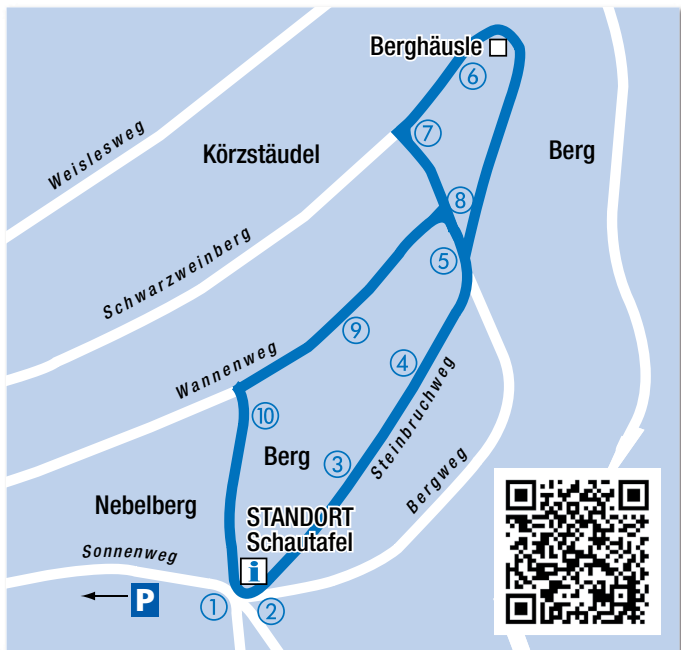 Berghäusle
⑥
⑦
Weislesweg
Körzstäudel
Berg
⑧
Schwarzweinberg
⑤
⑨
④
Wannenweg
⑩
Steinbruchweg
Berg
③
Bergweg
Nebelberg
STANDORT
Schautafel
Sonnenweg
i
P
①
②